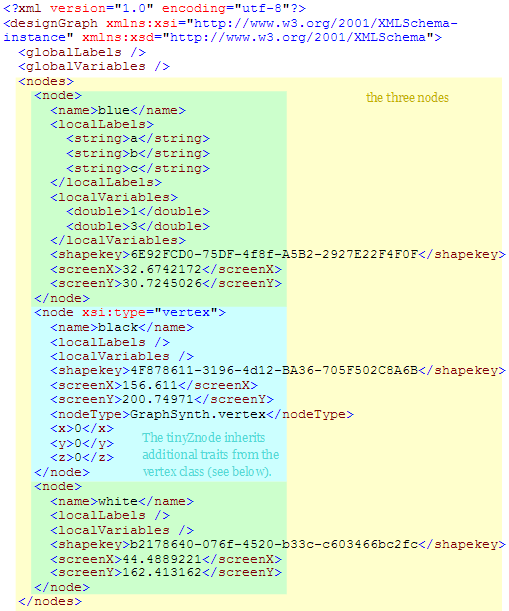 <?xml version="1.0" encoding="utf-8"?>
<designGraph xmlns:xsi="http://www.w3.org/2001/XMLSchema-
instance" xmlns:xsd="http://www.w3.org/2001/XMLSchema">
<globalLabels />
<globalVariables />
<nodes>
<node>
the three nodes
<name>blue</name>
<localLabels>
<string>a</string>
<string>b</string>
<string>c</string>
</localLabels>
<localVariables>
<double>1</double>
<double>3</double>
</localVariables>
<shapekey>6E92FCD0-75DF-4f8f-A5B2-2927E22F4F0F</shapekey>
<screenX>32.6742172</screenX>
<screenY>30.7245026</screenY>
</node>
<node xsi:type="vertex">
<name>black</name>
<localLabels />
<localVariables />
<shapekey>4F878611-3196-4d12-BA36-705F502C8A6B</shapekey>
<screenX>156.611</screenX>
<screenY>200.74971</screenY>
<nodeType>GraphSynth.vertex</nodeType>
<x>0</x>
<y>0</y>
<z>0</z>
The tinyZnode inherits
additional traits from the
vertex class (see below).
</node>
<node>
<name>white</name>
<localLabels />
<localVariables />
<shapekey>b2178640-076f-4520-b33c-c603466bc2fc</shapekey>
<screenX>44.4889221</screenX>
<screenY>162.413162</screenY>
</node>
</nodes>